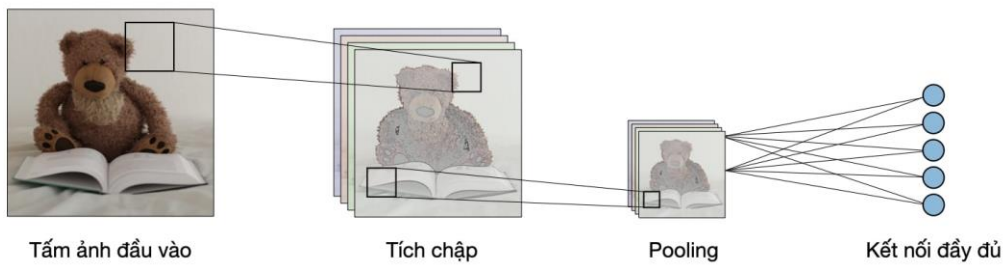 Tấm ảnh đầu vào
Tích chập
Pooling
Kết nối đầy đủ